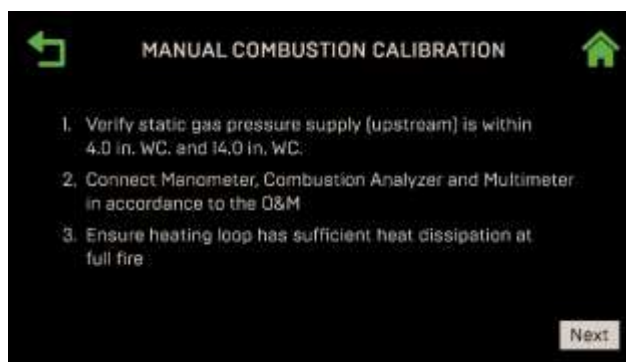 MANUAL COMBUSTION CALIBRATION
1. Verify static gas pressure supply (upstream) is within
4.0 in. WC. and 14.0 in. WC.
2. Connect Manometer, Combustion Analyzer and Multimeter
in accordance to the O&M
3. Ensure heating loop has sufficient heat dissipation at
full fire
Next